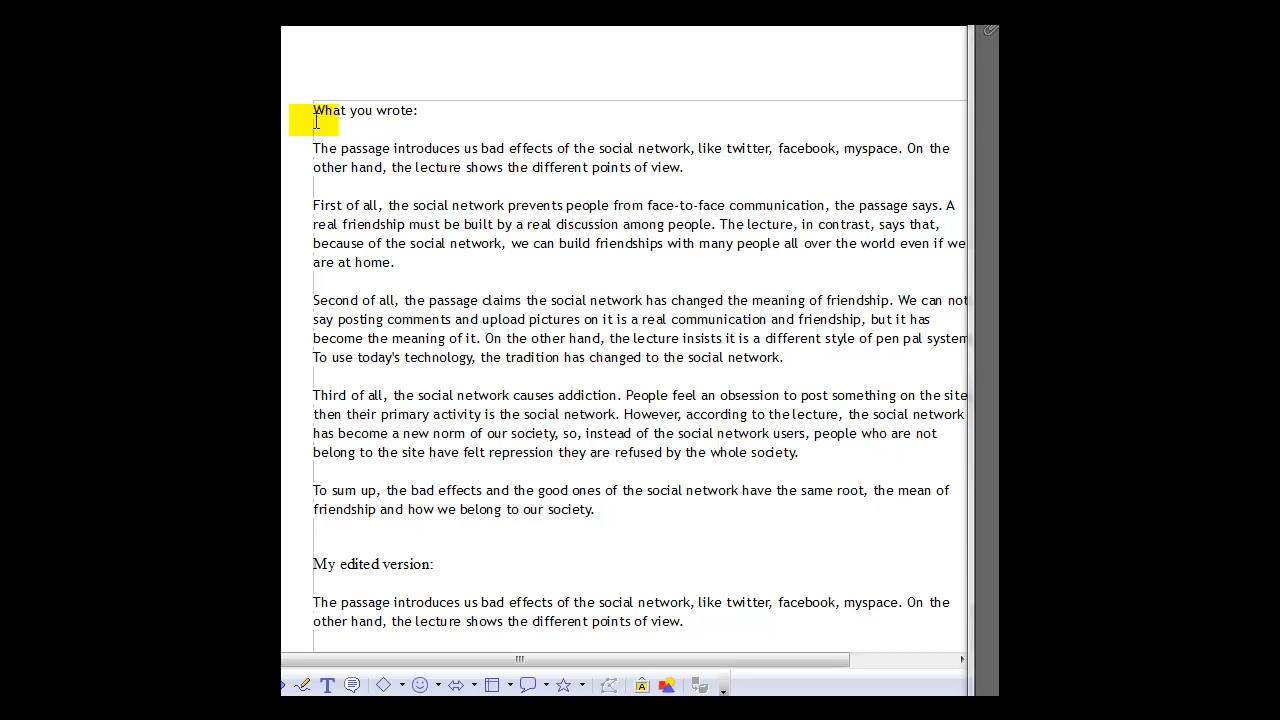 What you wrote:
The passage introduces us bad effects of the social network, like twitter, facebook, myspace. On the
other hand, the lecture shows the different points of view.
First of all, the social network prevents people from face-to-face communication, the passage says. A
real friendship must be built by a real discussion among people. The lecture, in contrast, says that,
because of the social network, we can build friendships with many people all over the world even if we
are at home.
Second of all, the passage claims the social network has changed the meaning of friendship. We can not
say posting comments and upload pictures on it is a real communication and friendship, but it has
become the meaning of it. On the other hand, the lecture insists it is a different style of pen pal system
To use today's technology, the tradition has changed to the social network.
Third of all, the social network causes addiction. People feel an obsession to post something on the site
then their primary activity is the social network. However, according to the lecture, the social network
has become a new norm of our society, so, instead of the social network users, people who are not
belong to the site have felt repression they are refused by the whole society.
To sum up, the bad effects and the good ones of the social network have the same root, the mean of
friendship and how we belong to our society.
My edited version:
The passage introduces us bad effects of the social network, like twitter, facebook, myspace. On the
other hand, the lecture shows the different points of view.